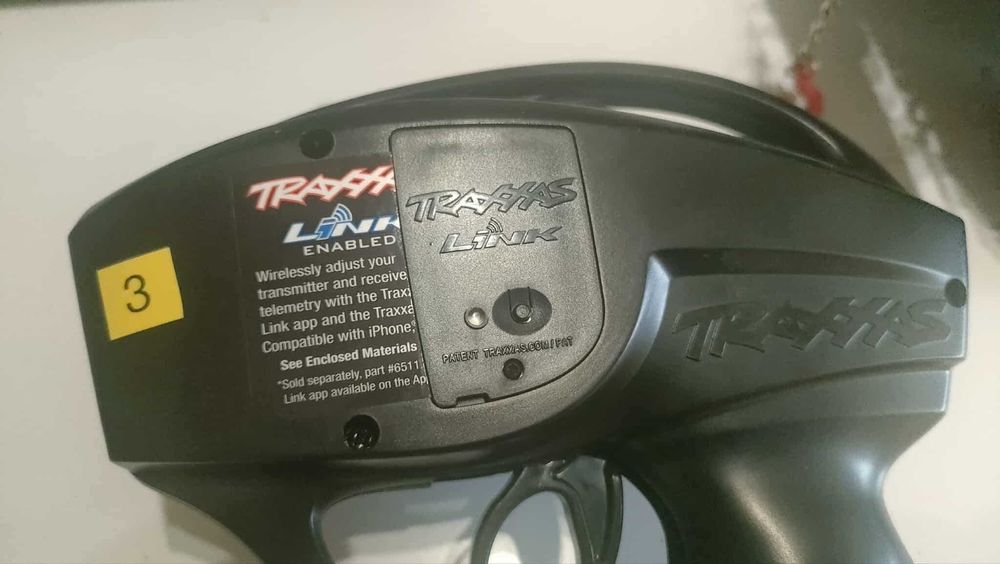 3
TRAXXA
LINK
ENABLED
Wirelessly adjust your
transmitter and receive
telemetry with the Traxx
Link app and the Traxxa
Compatible with iPhone,
See Enclosed Materials
*Sold separately, part #6511
Link app available on the Ap
TRAXXAS
LINK
PATENT TRAXXAS.COM/PAT
TRAXXAS